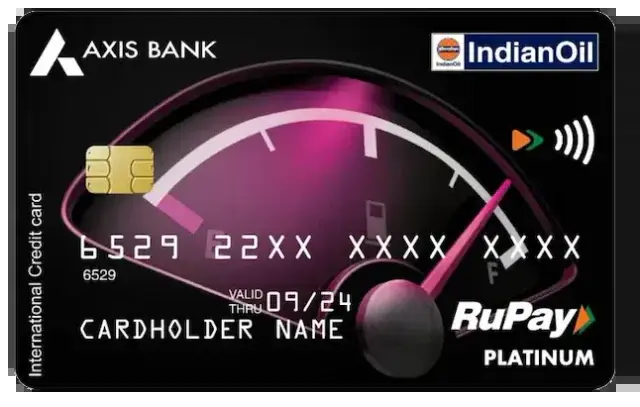 AXIS BANK
IndianOil
IndianOil
International Credit card
E
6529 22XX XXXX XXXX
6529
F
VALID THRU 09/24
CARDHOLDER NAME
RuPay
PLATINUM